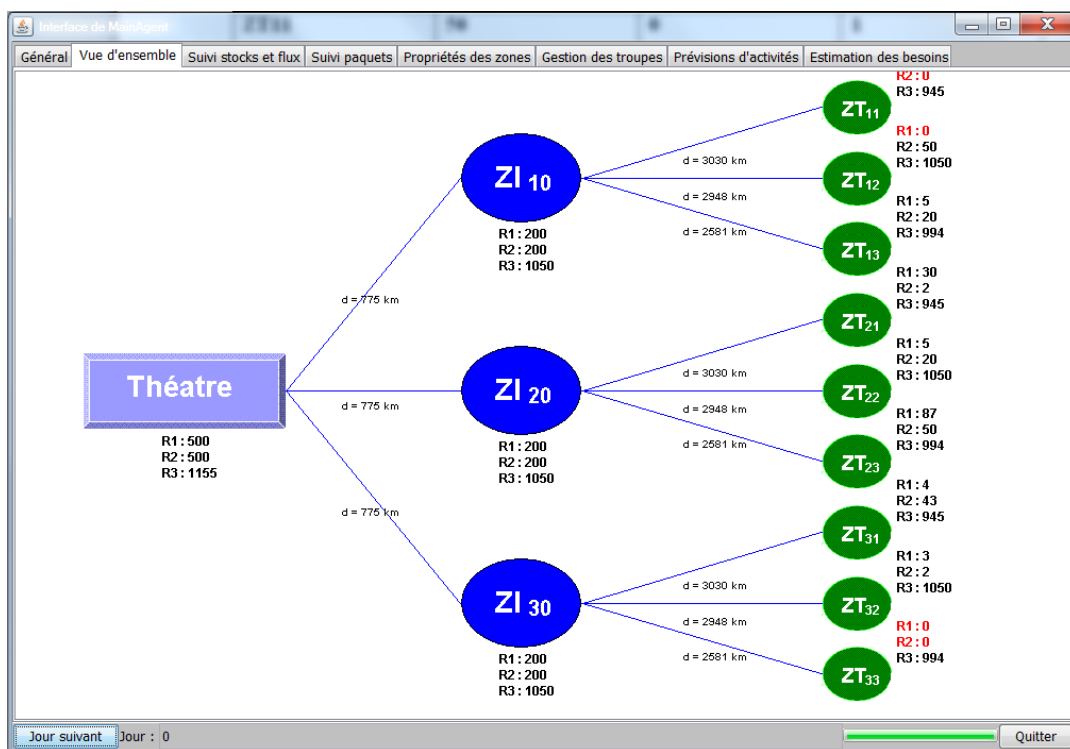 Interface de MainAgent
ZT11
50
0
1
Général Vue d'ensemble Suivi stocks et flux Suivi paquets Propriétés des zones Gestion des troupes Prévisions d'activités Estimation des besoins
R2 : 0
R3 : 945
ZT11
R1 : 0
R2 : 50
R3 : 1050
ZT12
R1 : 5
R2 : 20
R3 : 994
ZT13
ZI 10
R1 : 200
R2 : 200
R3 : 1050
d = 3030 km
d = 2948 km
d = 2581 km
d = 775 km
R1 : 30
R2 : 2
R3 : 945
ZT21
R1 : 5
R2 : 20
R3 : 1050
ZT22
R1 : 87
R2 : 50
R3 : 994
ZT23
Théatre
R1 : 500
R2 : 500
R3 : 1155
d = 775 km
ZI 20
R1 : 200
R2 : 200
R3 : 1050
d = 3030 km
d = 2948 km
d = 2581 km
d = 775 km
R1 : 4
R2 : 43
R3 : 945
ZT31
R1 : 3
R2 : 2
R3 : 1050
ZT32
R1 : 0
R2 : 0
R3 : 994
ZT33
ZI 30
R1 : 200
R2 : 200
R3 : 1050
d = 3030 km
d = 2948 km
d = 2581 km
Jour suivant Jour : 0 Quitter